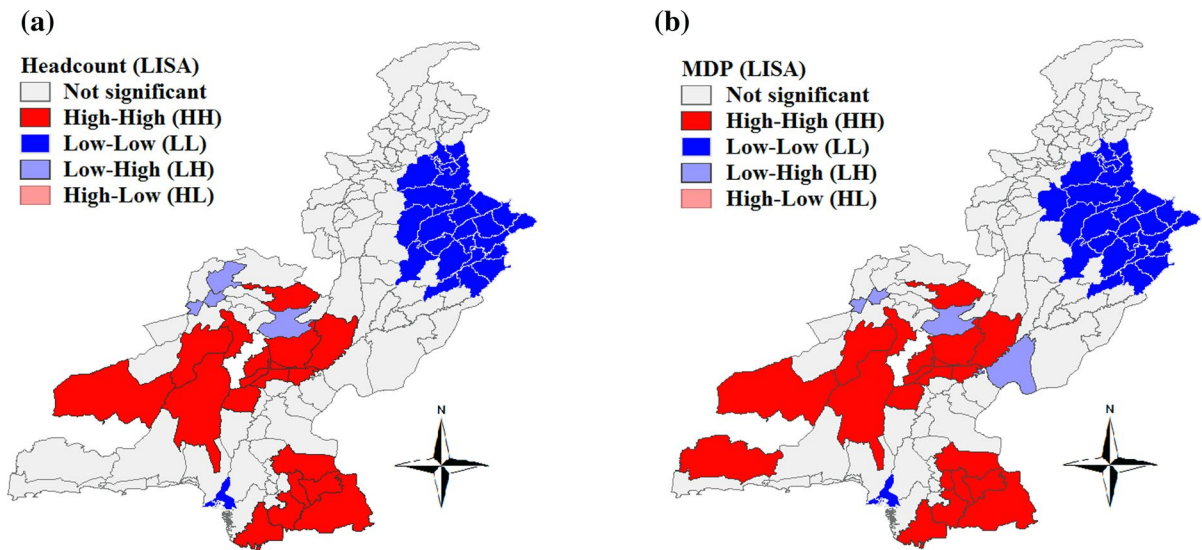 (a)
Headcount (LISA)
Not significant
High-High (HH)
Low-Low (LL)
Low-High (LH)
High-Low (HL)
N
(b)
MDP (LISA)
Not significant
High-High (HH)
Low-Low (LL)
Low-High (LH)
High-Low (HL)
N